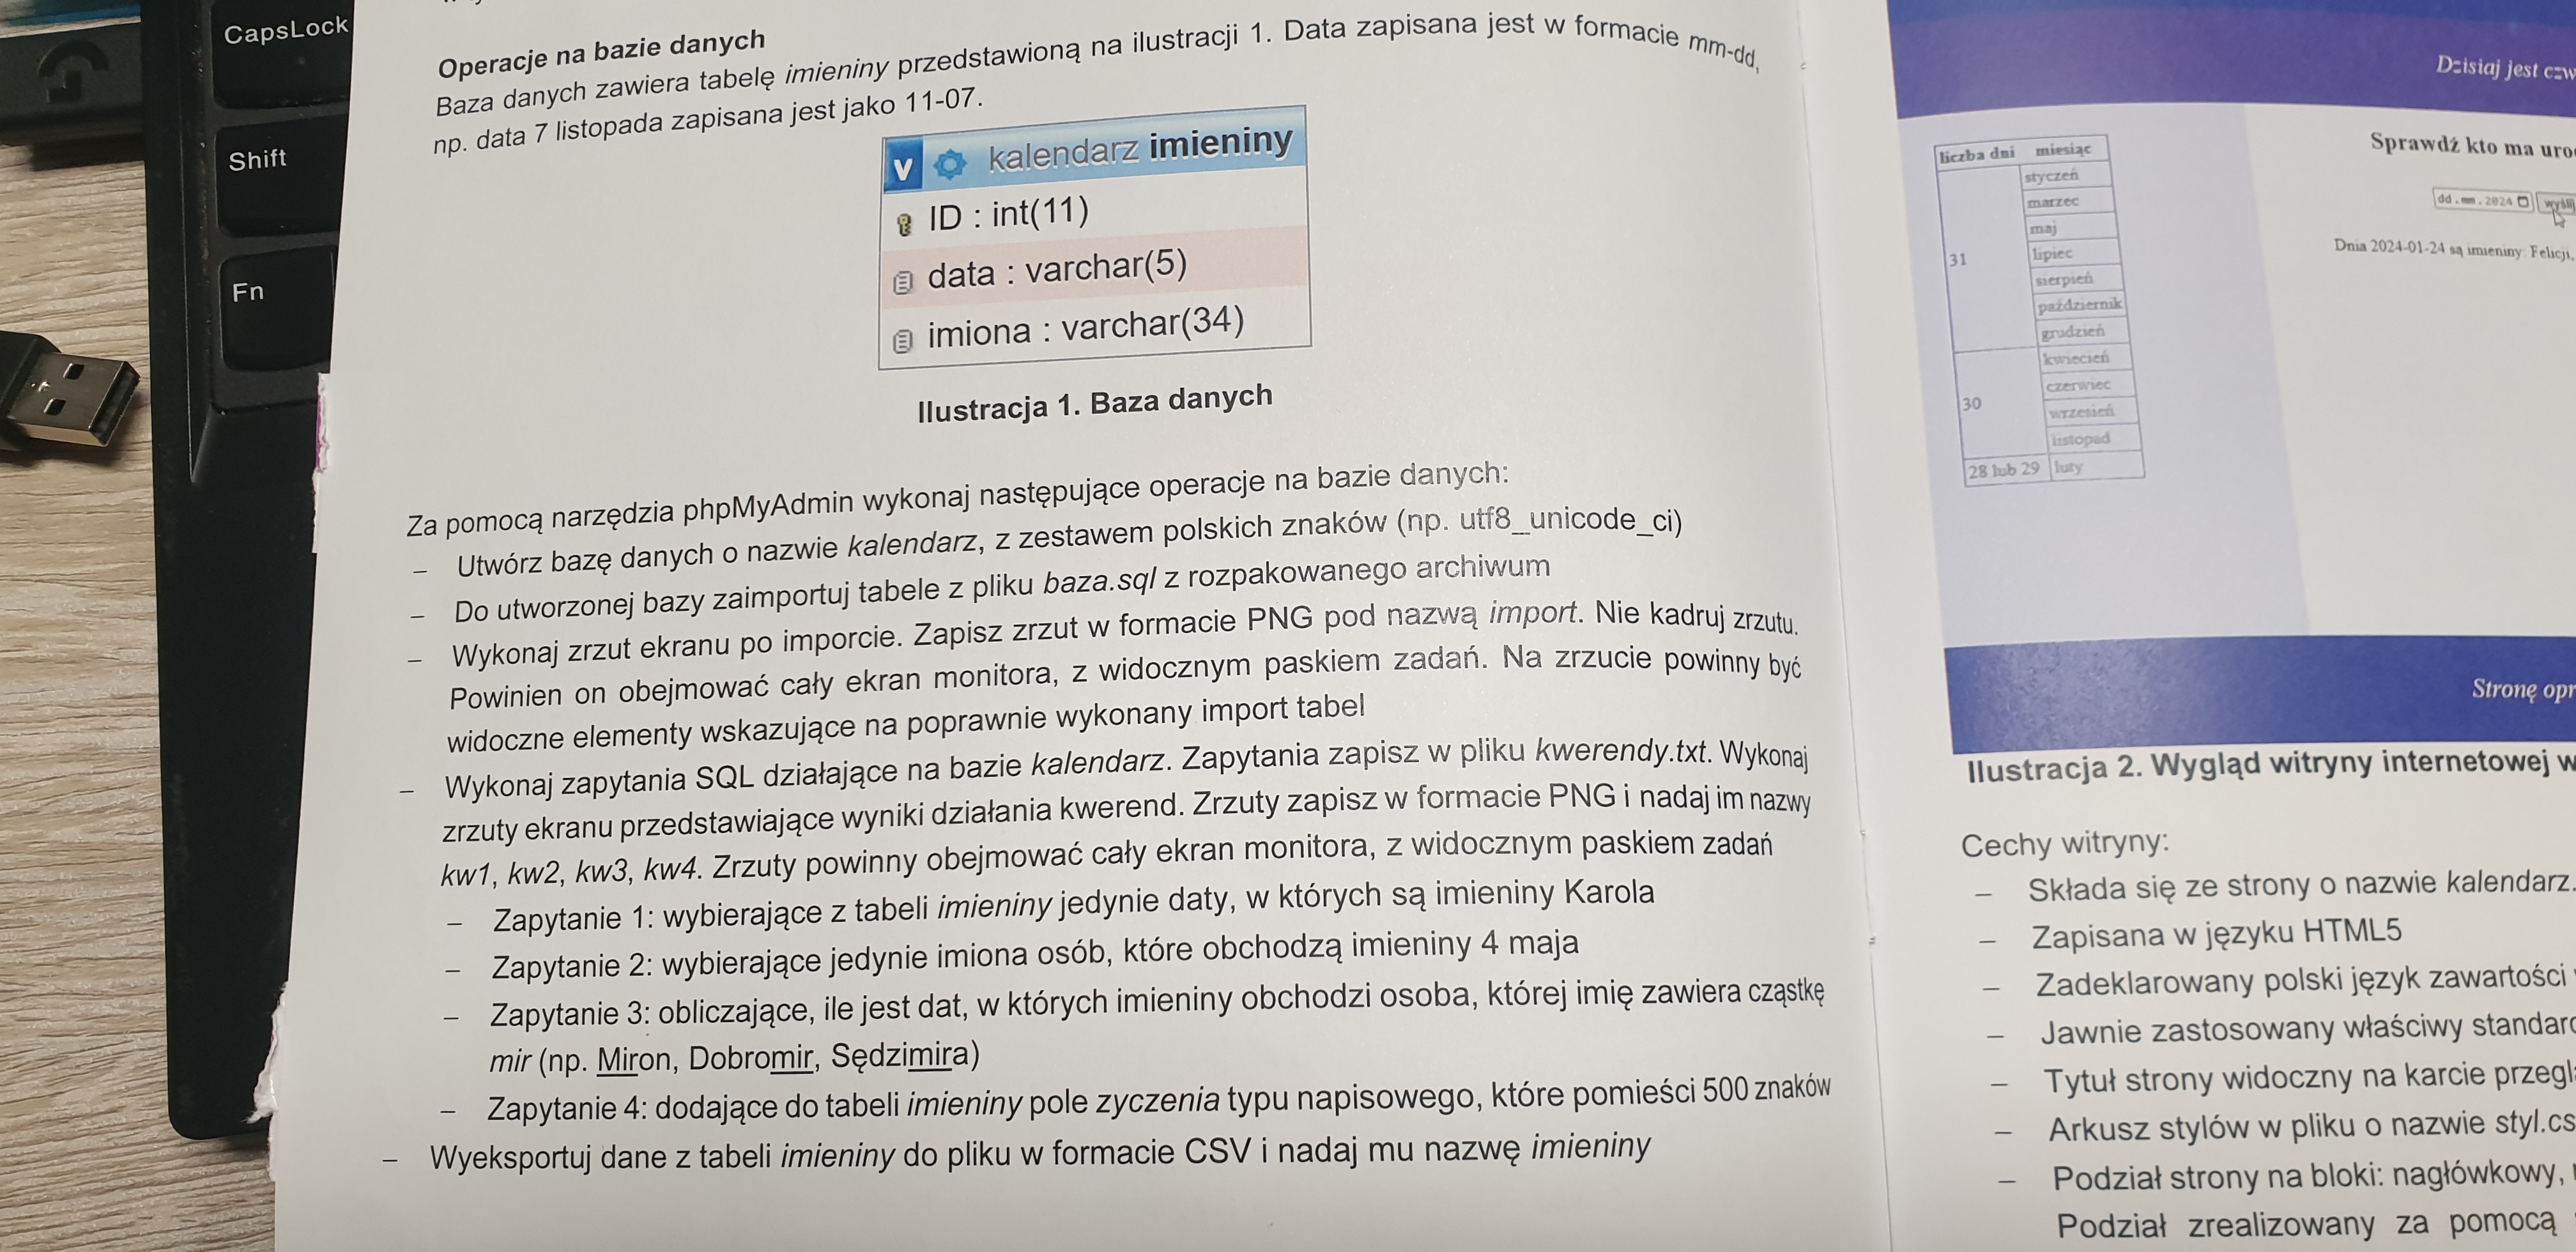 CapsLock
Shift
Fn
Operacje na bazie danych
Baza danych zawiera tabelę imieniny przedstawioną na ilustracji 1. Data zapisana jest w formacie mm-dd,
np. data 7 listopada zapisana jest jako 11-07.
v kalendarz imieniny
ID : int(11)
data : varchar(5)
imiona : varchar(34)
Ilustracja 1. Baza danych
Za pomocą narzędzia phpMyAdmin wykonaj następujące operacje na bazie danych:
– Utwórz bazę danych o nazwie kalendarz, z zestawem polskich znaków (np. utf8_unicode_ci)
– Do utworzonej bazy zaimportuj tabele z pliku baza.sql z rozpakowanego archiwum
– Wykonaj zrzut ekranu po imporcie. Zapisz zrzut w formacie PNG pod nazwą import. Nie kadruj zrzutu.
Powinien on obejmować cały ekran monitora, z widocznym paskiem zadań. Na zrzucie powinny być
widoczne elementy wskazujące na poprawnie wykonany import tabel
– Wykonaj zapytania SQL działające na bazie kalendarz. Zapytania zapisz w pliku kwerendy.txt. Wykonaj
zrzuty ekranu przedstawiające wyniki działania kwerend. Zrzuty zapisz w formacie PNG i nadaj im nazwy
kw1, kw2, kw3, kw4. Zrzuty powinny obejmować cały ekran monitora, z widocznym paskiem zadań
– Zapytanie 1: wybierające z tabeli imieniny jedynie daty, w których są imieniny Karola
– Zapytanie 2: wybierające jedynie imiona osób, które obchodzą imieniny 4 maja
– Zapytanie 3: obliczające, ile jest dat, w których imieniny obchodzi osoba, której imię zawiera cząstkę
mir (np. Miron, Dobromir, Sędzimira)
– Zapytanie 4: dodające do tabeli imieniny pole zyczenia typu napisowego, które pomieści 500 znaków
– Wyeksportuj dane z tabeli imieniny do pliku w formacie CSV i nadaj mu nazwę imieniny
Dzisiaj jest czw
Sprawdź kto ma uro
dd.mm.2024 wyślij
Dnia 2024-01-24 są imieniny: Felicji,
liczba dni miesiąc
31 styczeń
marzec
maj
lipiec
sierpień
październik
grudzień
30 kwiecień
czerwiec
wrzesień
listopad
28 lub 29 luty
Stronę opr
Ilustracja 2. Wygląd witryny internetowej w
Cechy witryny:
– Składa się ze strony o nazwie kalendarz.
– Zapisana w języku HTML5
– Zadeklarowany polski język zawartości
– Jawnie zastosowany właściwy standard
– Tytuł strony widoczny na karcie przegl
– Arkusz stylów w pliku o nazwie styl.cs
– Podział strony na bloki: nagłówkowy,
Podział zrealizowany za pomocą